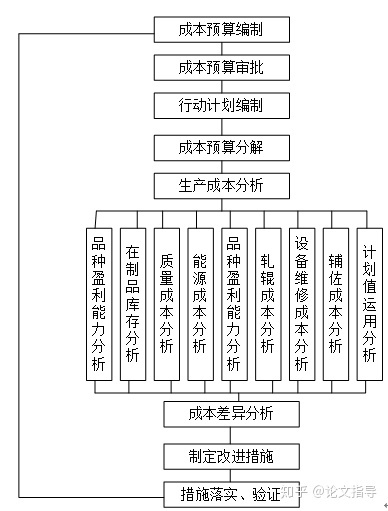 成本预算编制
成本预算审批
行动计划编制
成本预算分解
生产成本分析
品种盈利能力分析
在制品库存分析
质量成本分析
能源成本分析
品种盈利能力分析
轧辊成本分析
设备维修成本分析
辅佐成本分析
计划值运用分析
成本差异分析
制定改进措施
措施落实、验证
知乎 @论文指导